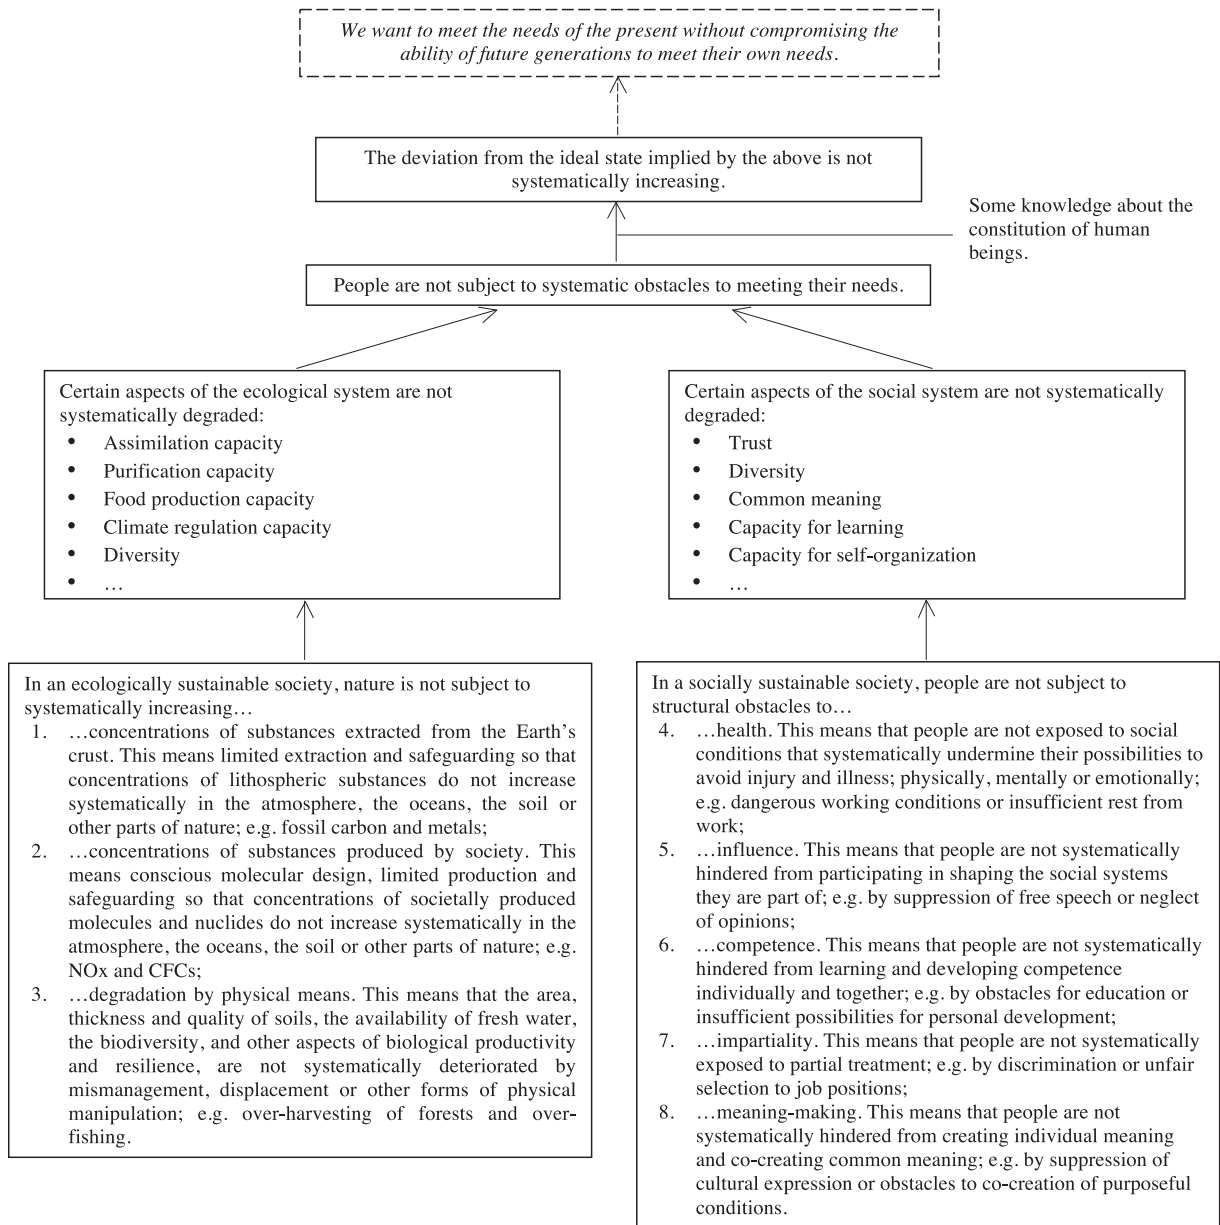 We want to meet the needs of the present without compromising the
ability of future generations to meet their own needs.
The deviation from the ideal state implied by the above is not
systematically increasing.
Some knowledge about the
constitution of human
beings.
People are not subject to systematic obstacles to meeting their needs.
Certain aspects of the ecological system are not
systematically degraded:
• Assimilation capacity
• Purification capacity
• Food production capacity
• Climate regulation capacity
• Diversity
• …
Certain aspects of the social system are not systematically
degraded:
• Trust
• Diversity
• Common meaning
• Capacity for learning
• Capacity for self-organization
• …
In an ecologically sustainable society, nature is not subject to
systematically increasing…
1. …concentrations of substances extracted from the Earth's
crust. This means limited extraction and safeguarding so that
concentrations of lithospheric substances do not increase
systematically in the atmosphere, the oceans, the soil or
other parts of nature; e.g. fossil carbon and metals;
2. …concentrations of substances produced by society. This
means conscious molecular design, limited production and
safeguarding so that concentrations of societally produced
molecules and nuclides do not increase systematically in the
atmosphere, the oceans, the soil or other parts of nature; e.g.
NOx and CFCs;
3. …degradation by physical means. This means that the area,
thickness and quality of soils, the availability of fresh water,
the biodiversity, and other aspects of biological productivity
and resilience, are not systematically deteriorated by
mismanagement, displacement or other forms of physical
manipulation; e.g. over-harvesting of forests and over-
fishing.
In a socially sustainable society, people are not subject to
structural obstacles to…
4. …health. This means that people are not exposed to social
conditions that systematically undermine their possibilities to
avoid injury and illness; physically, mentally or emotionally;
e.g. dangerous working conditions or insufficient rest from
work;
5. …influence. This means that people are not systematically
hindered from participating in shaping the social systems
they are part of; e.g. by suppression of free speech or neglect
of opinions;
6. …competence. This means that people are not systematically
hindered from learning and developing competence
individually and together; e.g. by obstacles for education or
insufficient possibilities for personal development;
7. …impartiality. This means that people are not systematically
exposed to partial treatment; e.g. by discrimination or unfair
selection to job positions;
8. …meaning-making. This means that people are not
systematically hindered from creating individual meaning
and co-creating common meaning; e.g. by suppression of
cultural expression or obstacles to co-creation of purposeful
conditions.